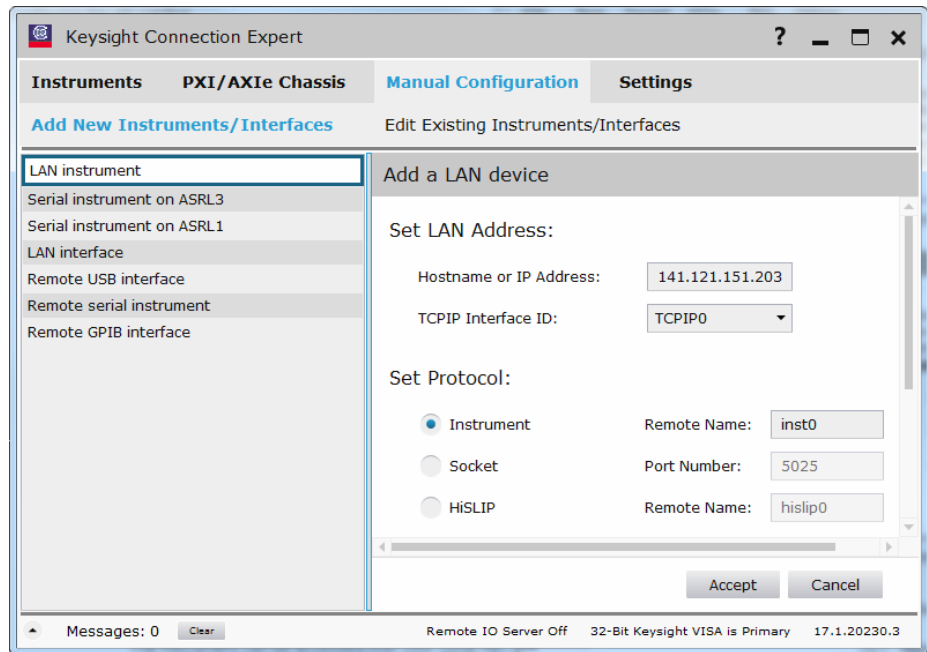 Keysight Connection Expert
Instruments PXI/AXIe Chassis Manual Configuration Settings
Add New Instruments/Interfaces Edit Existing Instruments/Interfaces
LAN instrument
Serial instrument on ASRL3
Serial instrument on ASRL1
LAN interface
Remote USB interface
Remote serial instrument
Remote GPIB interface
Add a LAN device
Set LAN Address:
Hostname or IP Address: 141.121.151.203
TCPIP Interface ID: TCPIP0
Set Protocol:
Instrument Remote Name: inst0
Socket Port Number: 5025
HiSLIP Remote Name: hislip0
Accept Cancel
Messages: 0 Clear Remote IO Server Off 32-Bit Keysight VISA is Primary 17.1.20230.3